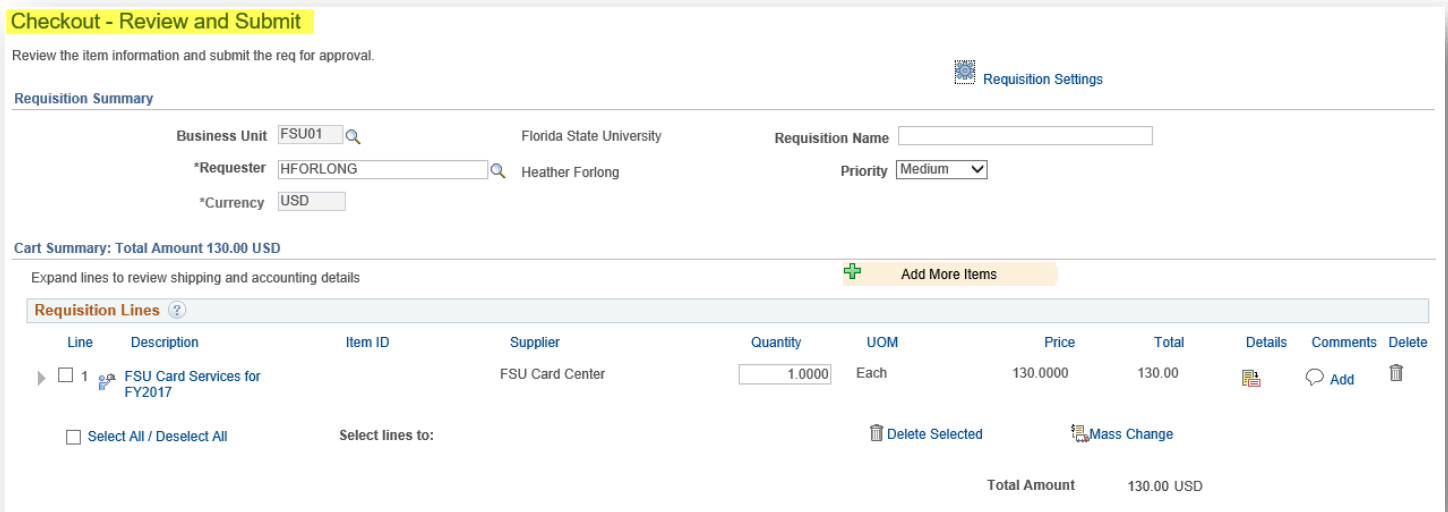 Checkout - Review and Submit
Review the item information and submit the req for approval.
Requisition Settings
Requisition Summary
Business Unit FSU01 Florida State University Requisition Name
*Requester HFORLONG Heather Forlong Priority Medium
*Currency USD
Cart Summary: Total Amount 130.00 USD
Expand lines to review shipping and accounting details Add More Items
Requisition Lines ?
Line Description Item ID Supplier Quantity UOM Price Total Details Comments Delete
1 FSU Card Services for FSU Card Center 1.0000 Each 130.0000 130.00 Add
FY2017
Select All / Deselect All Select lines to: Delete Selected Mass Change
Total Amount 130.00 USD